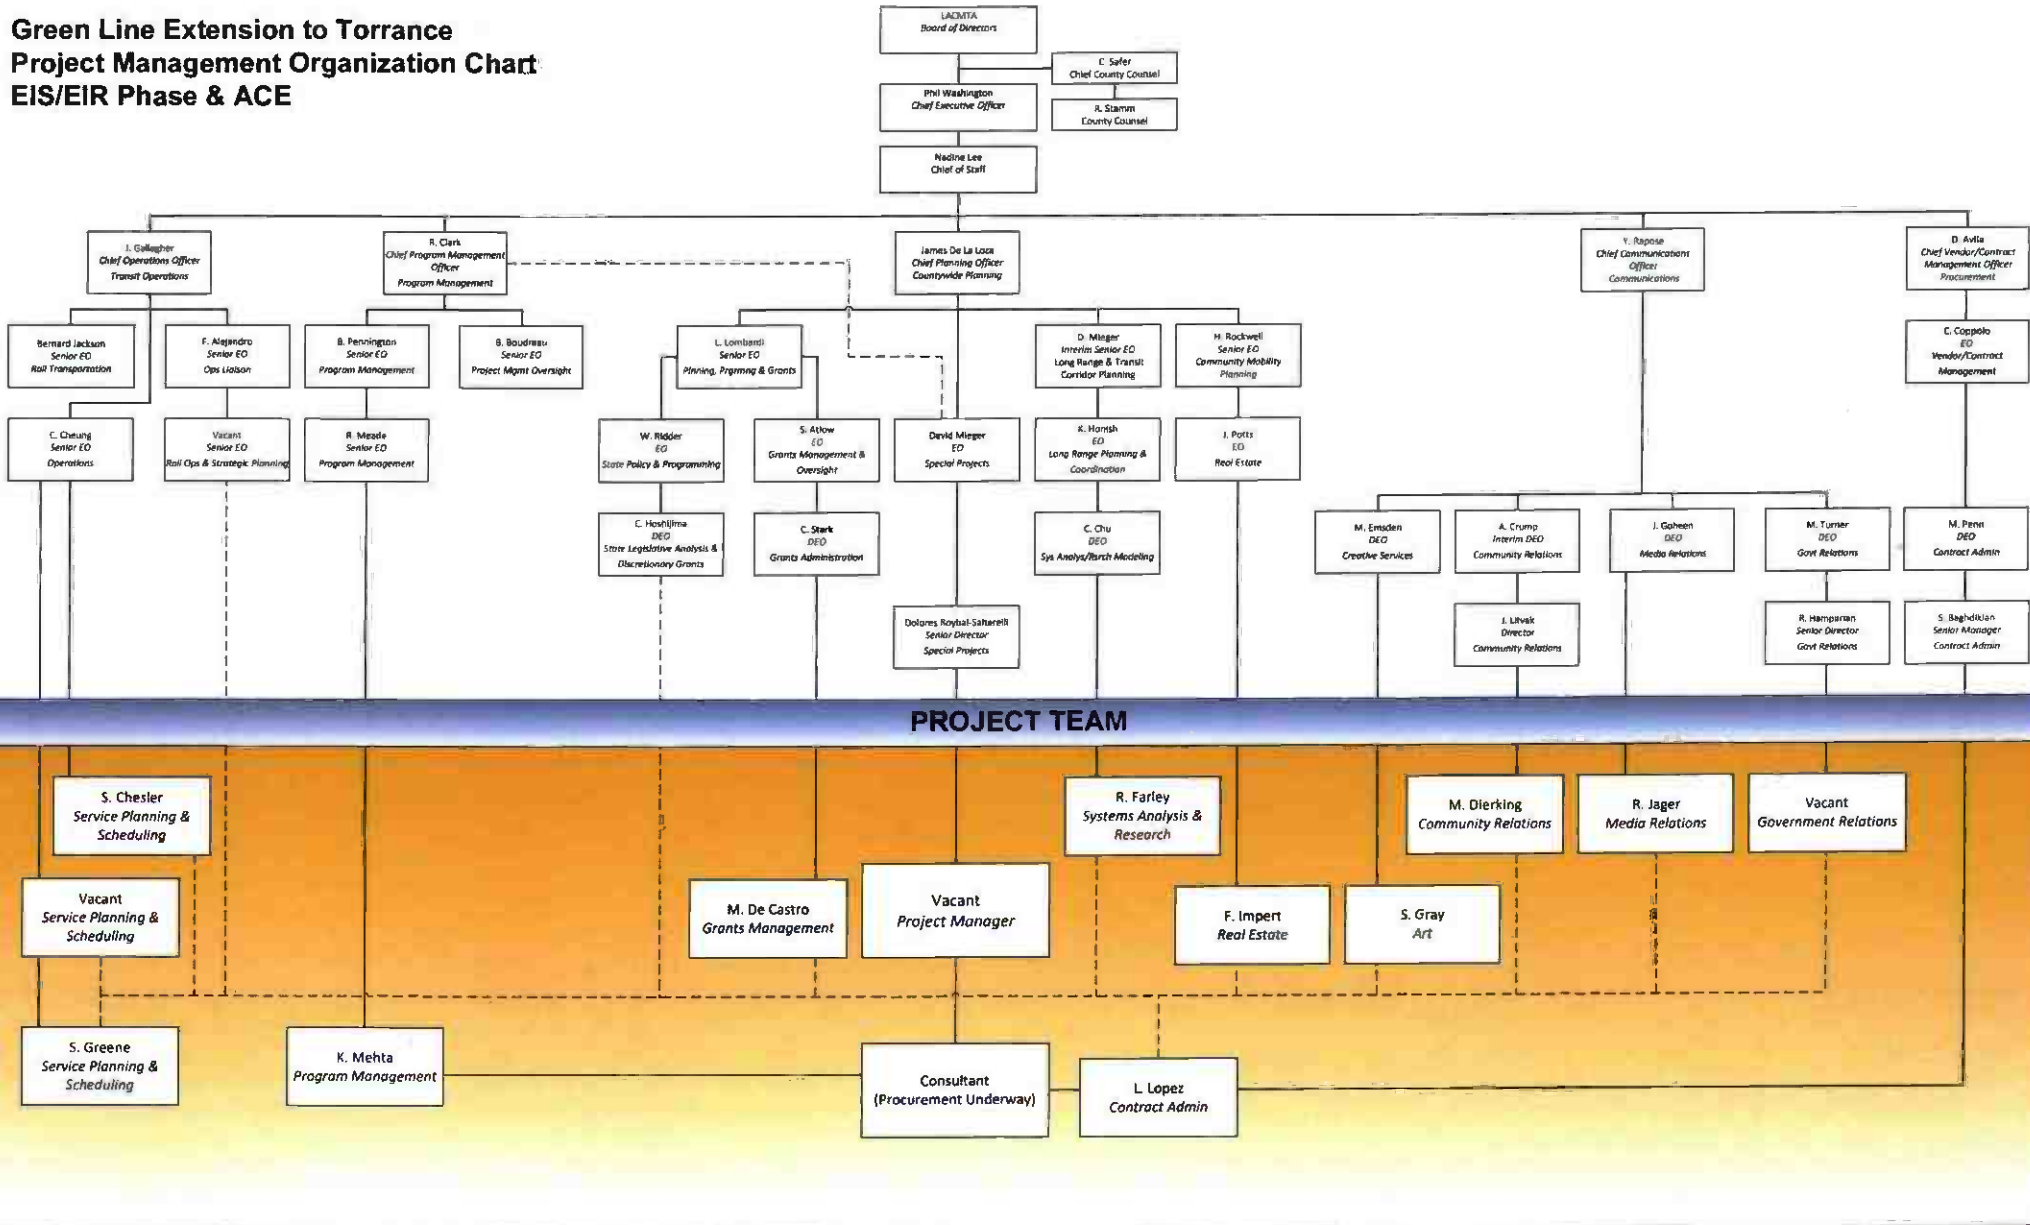 Green Line Extension to Torrance
Project Management Organization Chart
EIS/EIR Phase & ACE
LACMTA
Board of Directors
C. Safer
Chief County Counsel
Phil Washington
Chief Executive Officer
R. Stamm
County Counsel
Nadine Lee
Chief of Staff
J. Gallagher
Chief Operations Officer
Transit Operations
R. Clark
Chief Program Management
Officer
Program Management
James De La Loza
Chief Planning Officer
Countywide Planning
Y. Rapose
Chief Communications
Officer
Communications
D. Avila
Chief Vendor/Contract
Management Officer
Procurement
Bernard Jackson
Senior EO
Rail Transportation
F. Alejandro
Senior EO
Ops Liaison
B. Pennington
Senior EO
Program Management
B. Boudreau
Senior EO
Project Mgmt Oversight
L. Lombardi
Senior EO
Plnning, Prgrmng & Grants
D. Mieger
Interim Senior EO
Long Range & Transit
Corridor Planning
H. Rockwell
Senior EO
Community Mobility
Planning
C. Coppolo
EO
Vendor/Contract
Management
C. Cheung
Senior EO
Operations
Vacant
Senior EO
Rail Ops & Strategic Planning
R. Meade
Senior EO
Program Management
W. Ridder
EO
State Policy & Programming
S. Atlow
EO
Grants Management &
Oversight
David Mieger
EO
Special Projects
K. Hanish
EO
Long Range Planning &
Coordination
J. Potts
EO
Real Estate
C. Hoshijima
DEO
State Legislative Analysis &
Discretionary Grants
C. Stark
DEO
Grants Administration
C. Chu
DEO
Sys Analys/Rsrch Modeling
M. Emsden
DEO
Creative Services
A. Crump
Interim DEO
Community Relations
J. Goheen
DEO
Media Relations
M. Turner
DEO
Govt Relations
M. Penn
DEO
Contract Admin
Dolores Roybal-Saltarelli
Senior Director
Special Projects
J. Litvak
Director
Community Relations
R. Hamparian
Senior Director
Govt Relations
S. Baghdikian
Senior Manager
Contract Admin
PROJECT TEAM
S. Chesler
Service Planning &
Scheduling
R. Farley
Systems Analysis &
Research
M. Dierking
Community Relations
R. Jager
Media Relations
Vacant
Government Relations
Vacant
Service Planning &
Scheduling
M. De Castro
Grants Management
Vacant
Project Manager
F. Impert
Real Estate
S. Gray
Art
S. Greene
Service Planning &
Scheduling
K. Mehta
Program Management
Consultant
(Procurement Underway)
L. Lopez
Contract Admin